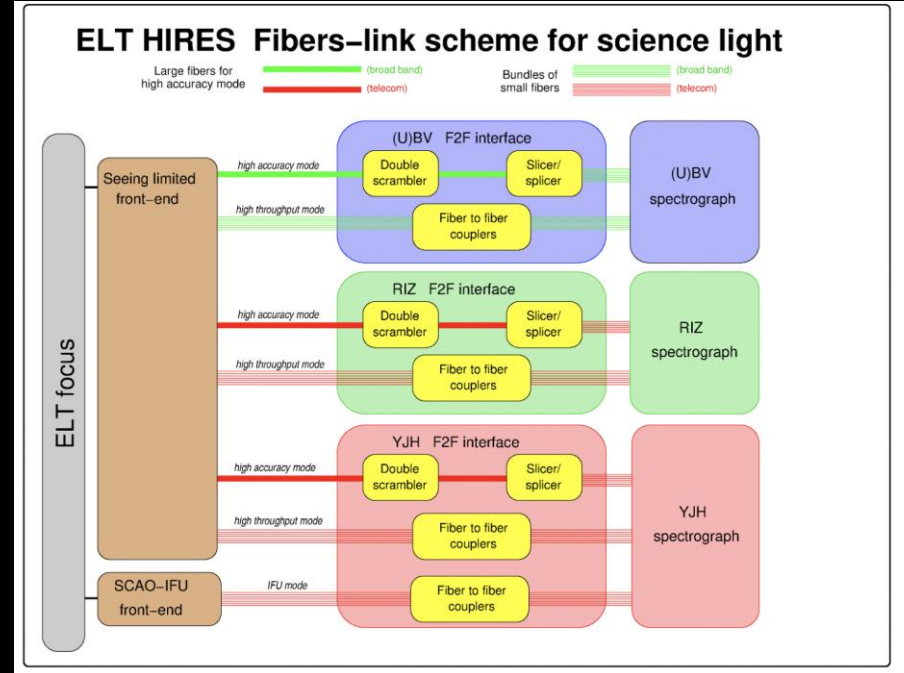 ELT HIRES Fibers-link scheme for science light
Large fibers for
high accuracy mode
(broad band)
(telecom)
Bundles of
small fibers
(broad band)
(telecom)
ELT focus
Seeing limited
front-end
high accuracy mode
high throughput mode
(U)BV F2F interface
Double
scrambler
Slicer/
splicer
Fiber to fiber
couplers
(U)BV
spectrograph
high accuracy mode
high throughput mode
RIZ F2F interface
Double
scrambler
Slicer/
splicer
Fiber to fiber
couplers
RIZ
spectrograph
high accuracy mode
high throughput mode
YJH F2F interface
Double
scrambler
Slicer/
splicer
Fiber to fiber
couplers
YJH
spectrograph
SCAO-IFU
front-end
IFU mode
Fiber to fiber
couplers